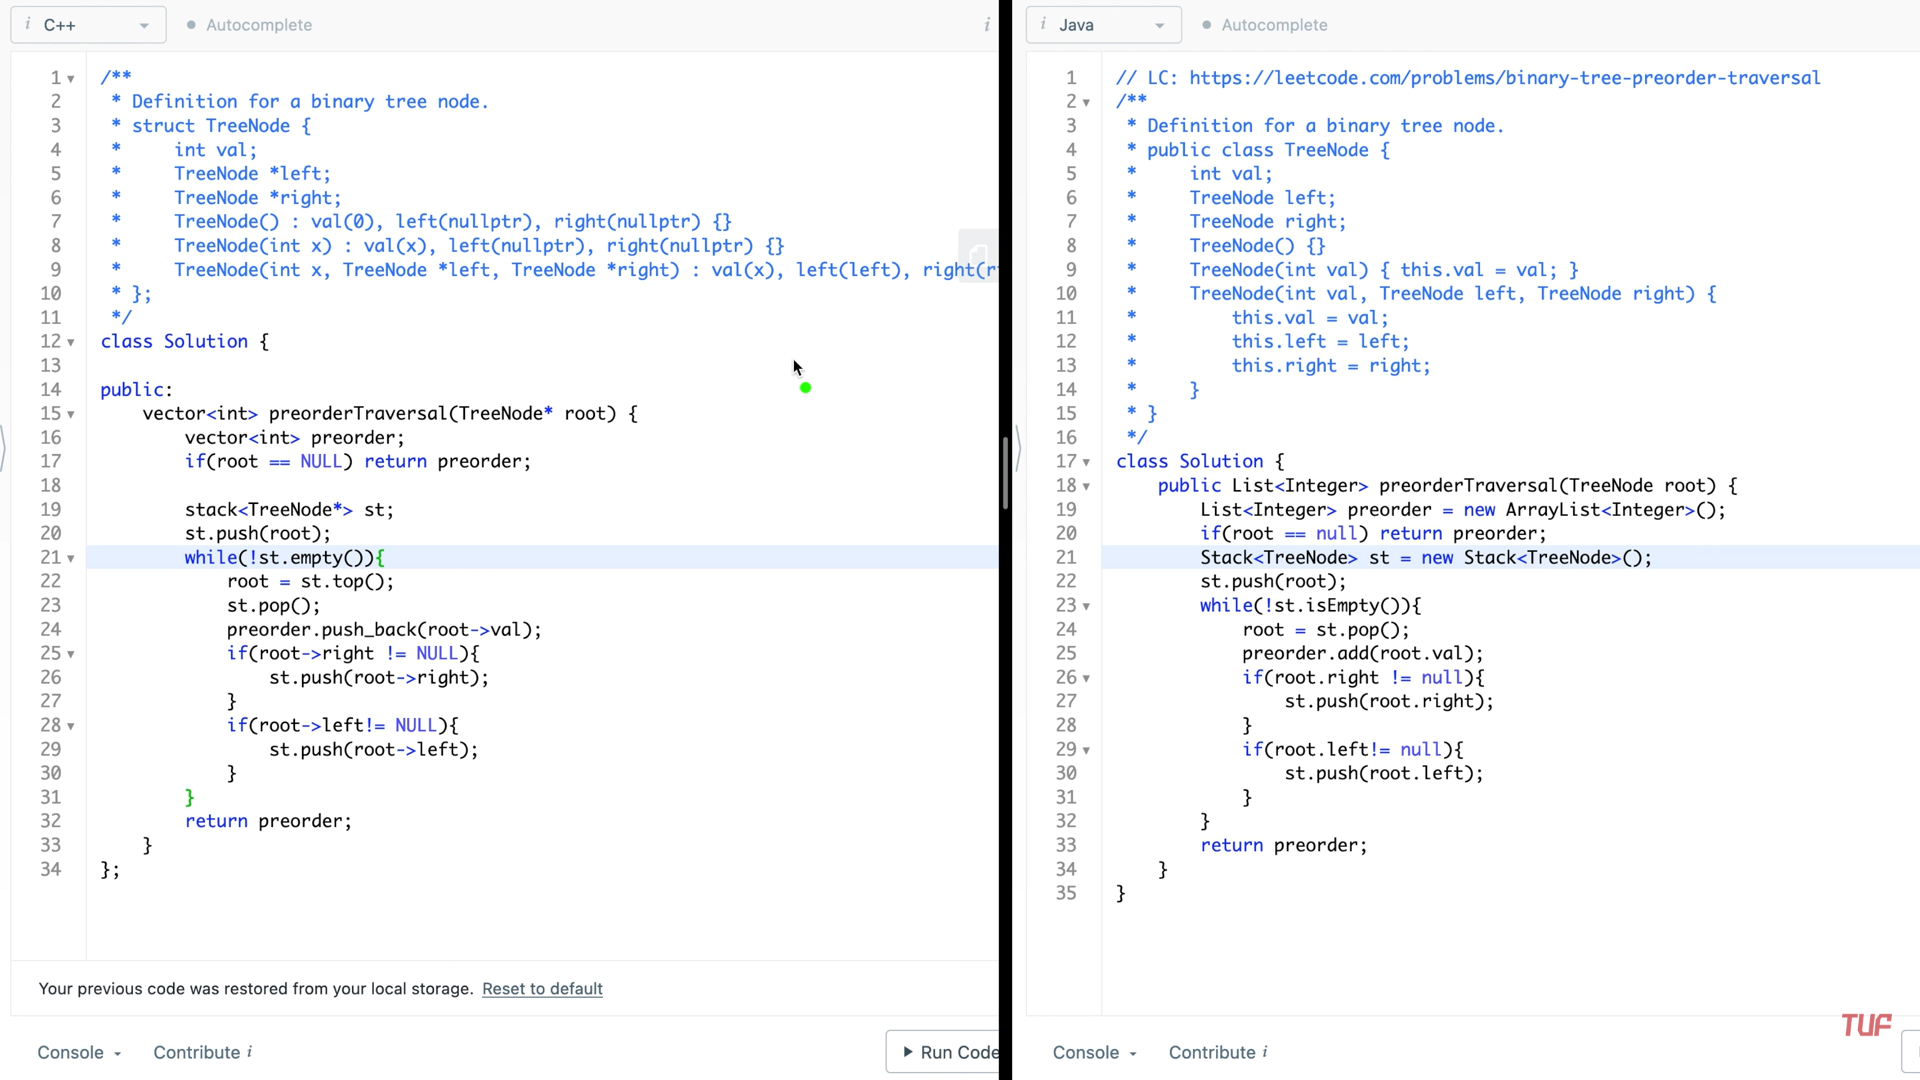 i C++
Autocomplete
i
1 /**
2 * Definition for a binary tree node.
3 * struct TreeNode {
4 *     int val;
5 *     TreeNode *left;
6 *     TreeNode *right;
7 *     TreeNode() : val(0), left(nullptr), right(nullptr) {}
8 *     TreeNode(int x) : val(x), left(nullptr), right(nullptr) {}
9 *     TreeNode(int x, TreeNode *left, TreeNode *right) : val(x), left(left), right(r
10 * };
11 */
12 class Solution {
13
14 public:
15     vector<int> preorderTraversal(TreeNode* root) {
16         vector<int> preorder;
17         if(root == NULL) return preorder;
18
19         stack<TreeNode*> st;
20         st.push(root);
21         while(!st.empty()){
22             root = st.top();
23             st.pop();
24             preorder.push_back(root->val);
25             if(root->right != NULL){
26                 st.push(root->right);
27             }
28             if(root->left!= NULL){
29                 st.push(root->left);
30             }
31         }
32         return preorder;
33     }
34 };
Your previous code was restored from your local storage. Reset to default
Console
Contribute i
Run Code
i Java
Autocomplete
1 // LC: https://leetcode.com/problems/binary-tree-preorder-traversal
2 /**
3 * Definition for a binary tree node.
4 * public class TreeNode {
5 *     int val;
6 *     TreeNode left;
7 *     TreeNode right;
8 *     TreeNode() {}
9 *     TreeNode(int val) { this.val = val; }
10 *     TreeNode(int val, TreeNode left, TreeNode right) {
11 *         this.val = val;
12 *         this.left = left;
13 *         this.right = right;
14 *     }
15 * }
16 */
17 class Solution {
18     public List<Integer> preorderTraversal(TreeNode root) {
19         List<Integer> preorder = new ArrayList<Integer>();
20         if(root == null) return preorder;
21         Stack<TreeNode> st = new Stack<TreeNode>();
22         st.push(root);
23         while(!st.isEmpty()){
24             root = st.pop();
25             preorder.add(root.val);
26             if(root.right != null){
27                 st.push(root.right);
28             }
29             if(root.left!= null){
30                 st.push(root.left);
31             }
32         }
33         return preorder;
34     }
35 }
TUF
Console
Contribute i